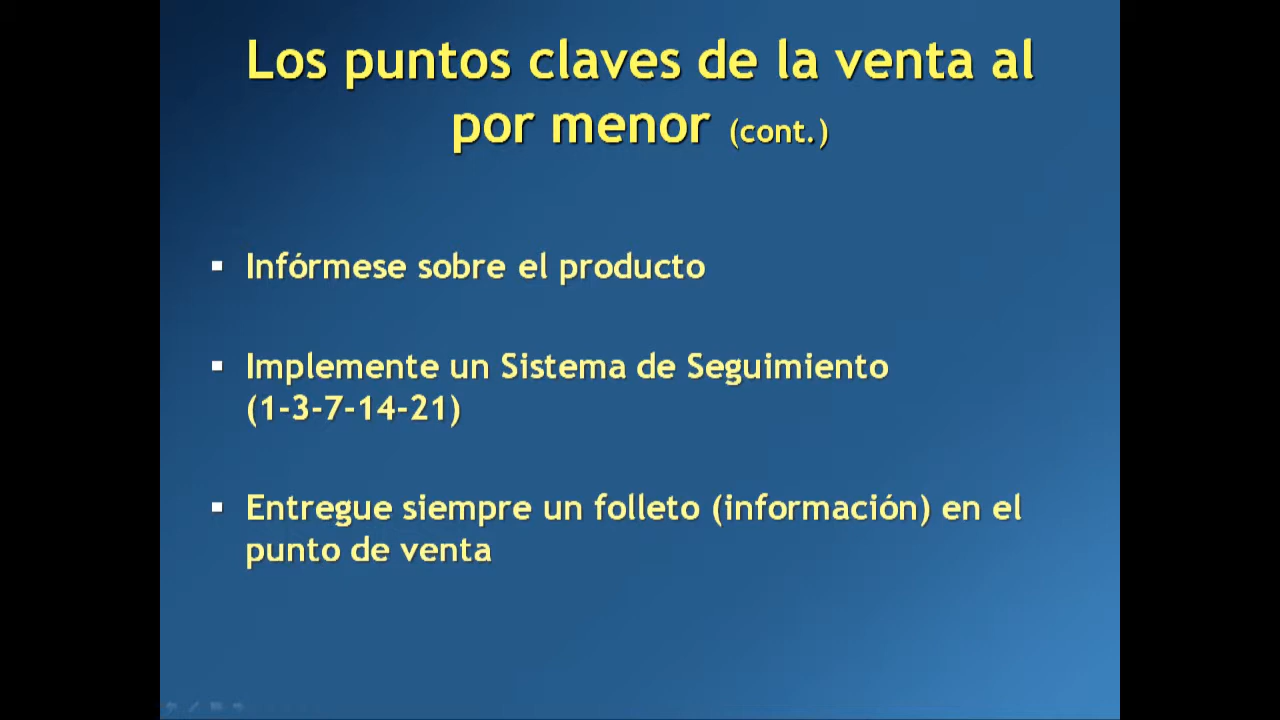 Los puntos claves de la venta al
por menor (cont.)
Infórmese sobre el producto
Implemente un Sistema de Seguimiento
(1-3-7-14-21)
Entregue siempre un folleto (información) en el
punto de venta